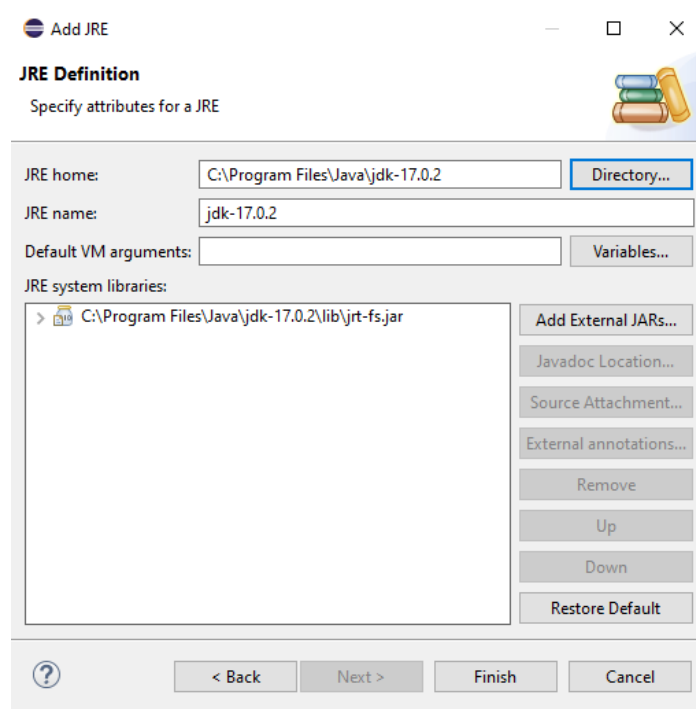 Add JRE
JRE Definition
Specify attributes for a JRE
JRE home: C:\Program Files\Java\jdk-17.0.2 Directory...
JRE name: jdk-17.0.2
Default VM arguments: Variables...
JRE system libraries:
C:\Program Files\Java\jdk-17.0.2\lib\jrt-fs.jar
Add External JARs...
Javadoc Location...
Source Attachment...
External annotations...
Remove
Up
Down
Restore Default
? < Back Next > Finish Cancel